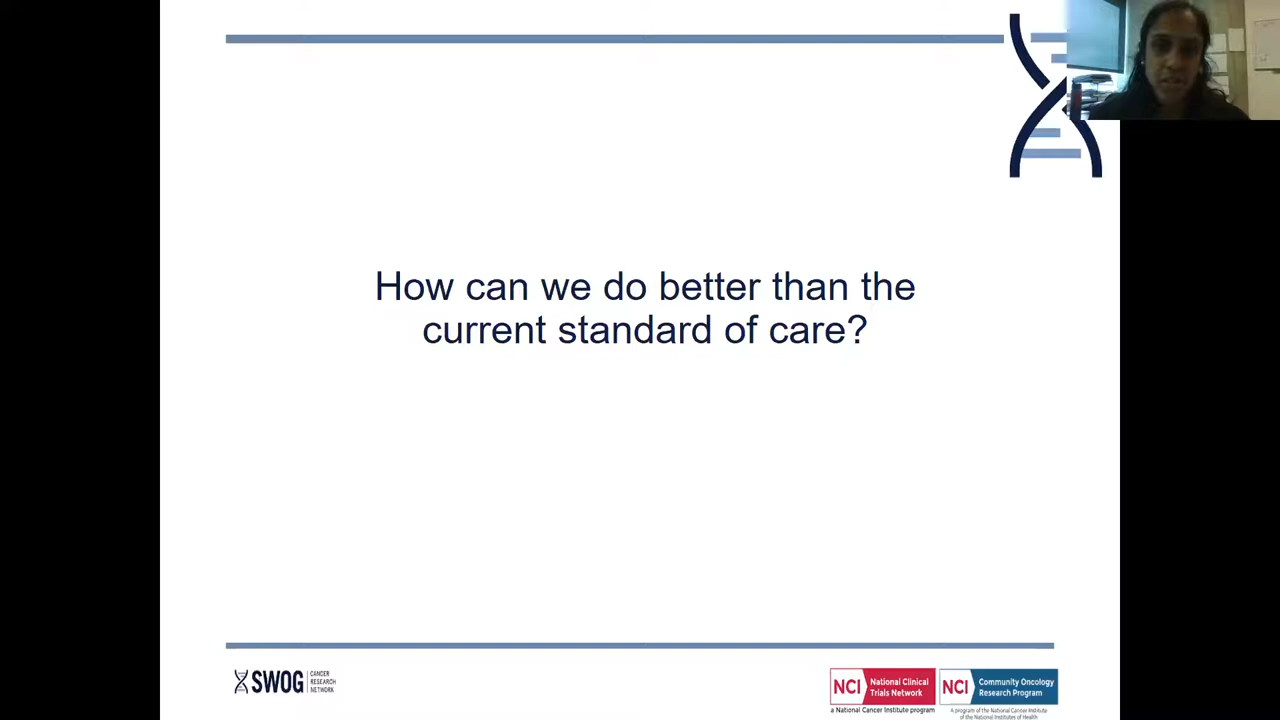 How can we do better than the
current standard of care?
SWOG
CANCER
RESEARCH
NETWORK
NCI
National Clinical
Trials Network
a National Cancer Institute program
NCI
Community Oncology
Research Program
A program of the National Cancer Institute
of the National Institutes of Health